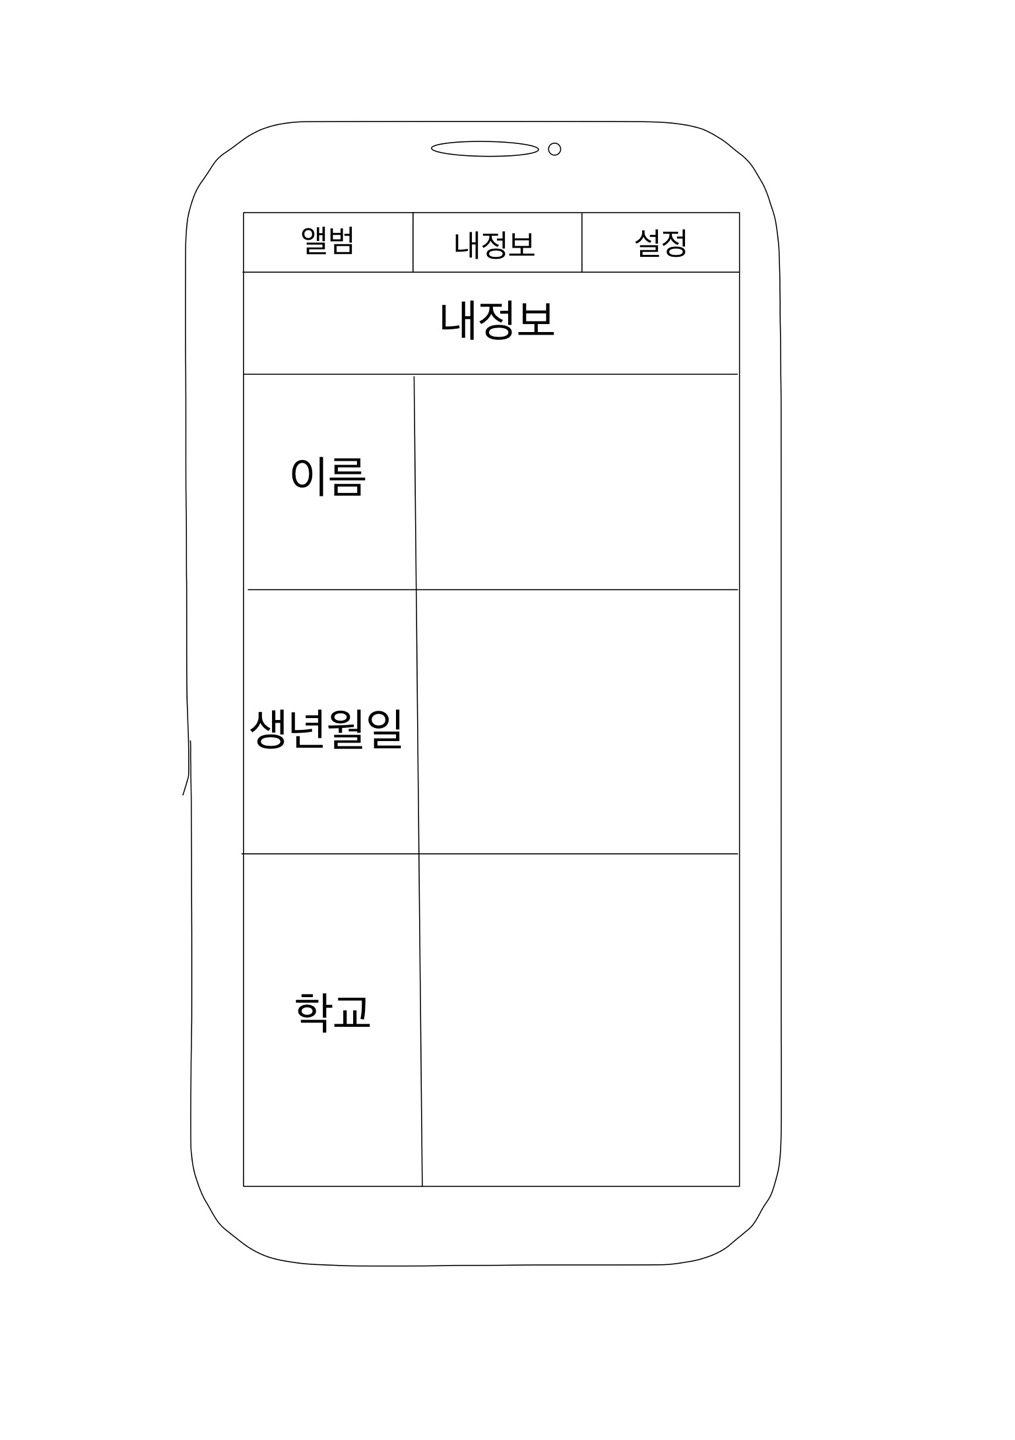 앨범 내정보 설정
내정보
이름
생년월일
학교